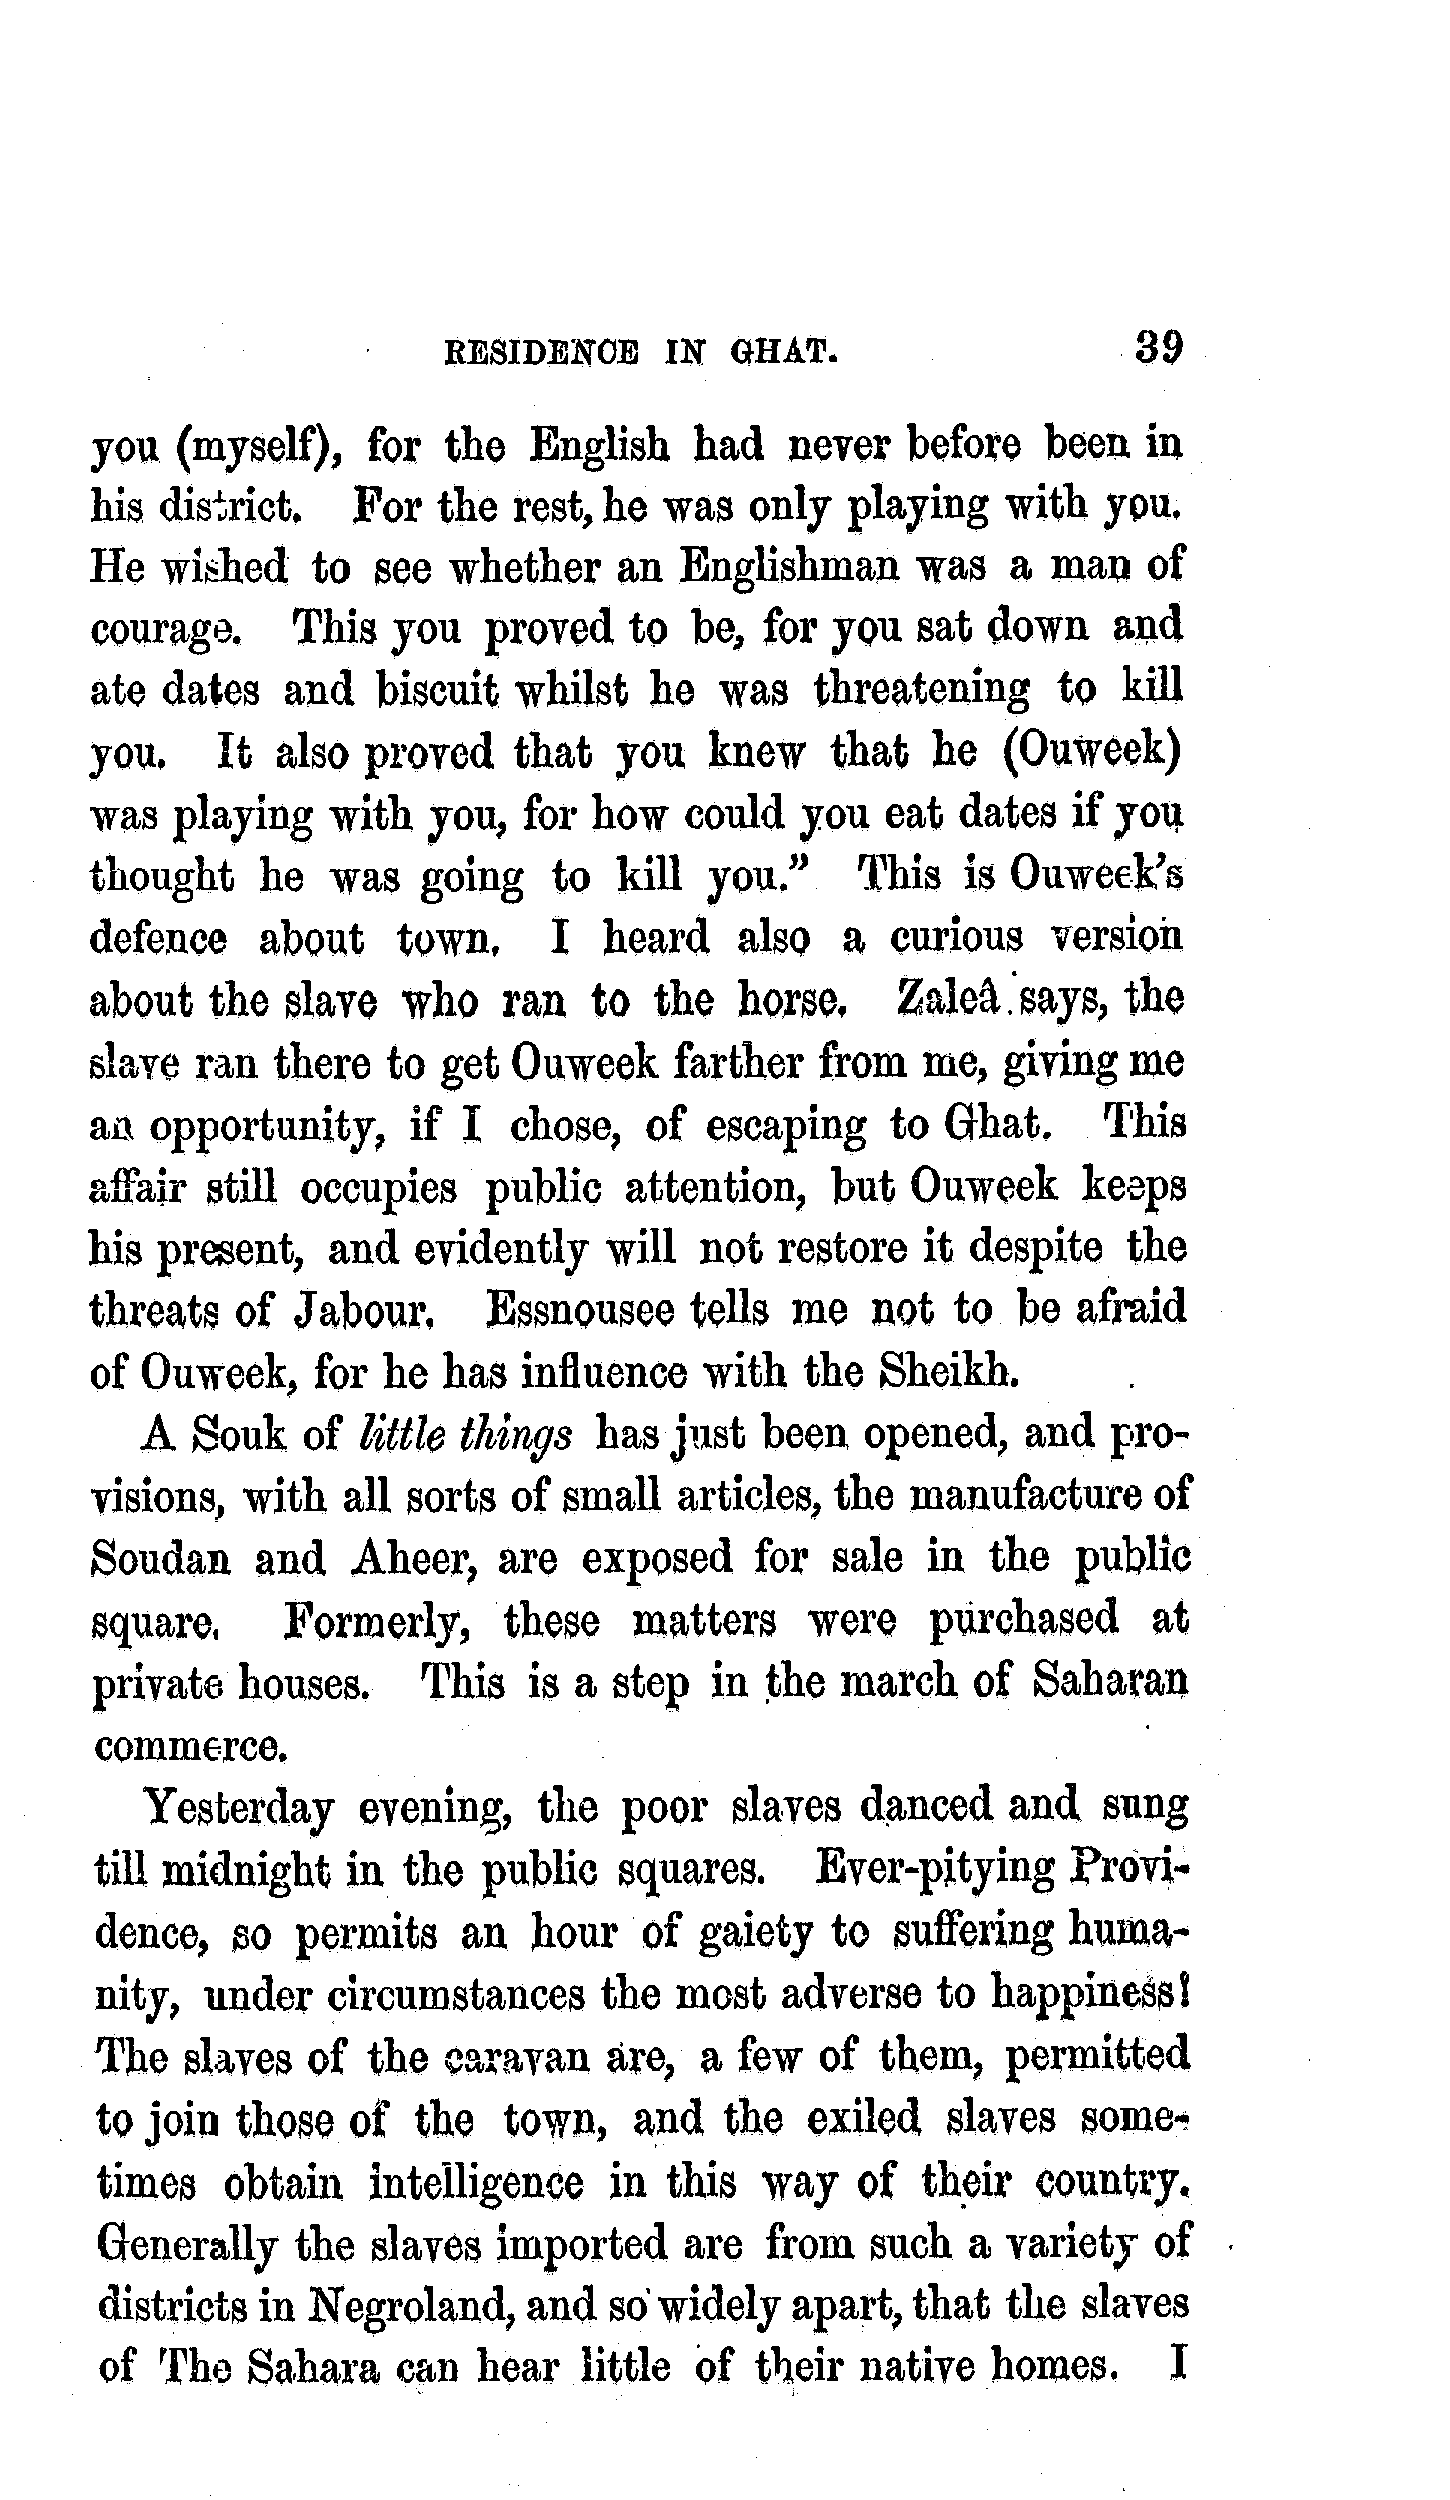 RESIDENCE IN GHAT. 39
you (myself), for the English had never before been in
his district. For the rest, he was only playing with you.
He wished to see whether an Englishman was a man of
courage. This you proved to be, for you sat down and
ate dates and biscuit whilst he was threatening to kill
you. It also proved that you knew that he (Ouweek)
was playing with you, for how could you eat dates if you
thought he was going to kill you.” This is Ouweek’s
defence about town. I heard also a curious version
about the slave who ran to the horse. Zaleâ says, the
slave ran there to get Ouweek farther from me, giving me
an opportunity, if I chose, of escaping to Ghat. This
affair still occupies public attention, but Ouweek keeps
his present, and evidently will not restore it despite the
threats of Jabour. Essnousee tells me not to be afraid
of Ouweek, for he has influence with the Sheikh.
A Souk of little things has just been opened, and pro-
visions, with all sorts of small articles, the manufacture of
Soudan and Aheer, are exposed for sale in the public
square. Formerly, these matters were purchased at
private houses. This is a step in the march of Saharan
commerce.
Yesterday evening, the poor slaves danced and sung
till midnight in the public squares. Ever-pitying Provi-
dence, so permits an hour of gaiety to suffering huma-
nity, under circumstances the most adverse to happiness!
The slaves of the caravan are, a few of them, permitted
to join those of the town, and the exiled slaves some-
times obtain intelligence in this way of their country.
Generally the slaves imported are from such a variety of
districts in Negroland, and so widely apart, that the slaves
of The Sahara can hear little of their native homes. I